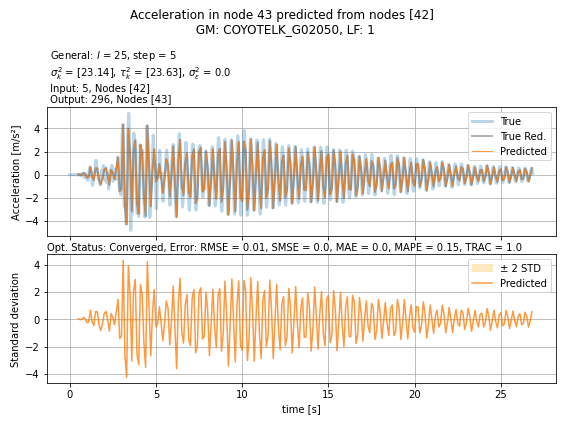 Acceleration in node 43 predicted from nodes [42]
GM: COYOTELK_G02050, LF: 1
General: l = 25, step = 5
σ²ₖ = [23.14], τ²ₖ = [23.63], σ²ε = 0.0
Input: 5, Nodes [42]
Output: 296, Nodes [43]
Acceleration [m/s²]
4
2
0
−2
−4
True
True Red.
Predicted
Opt. Status: Converged, Error: RMSE = 0.01, SMSE = 0.0, MAE = 0.0, MAPE = 0.15, TRAC = 1.0
Standard deviation
4
2
0
−2
−4
± 2 STD
Predicted
0 5 10 15 20 25
time [s]